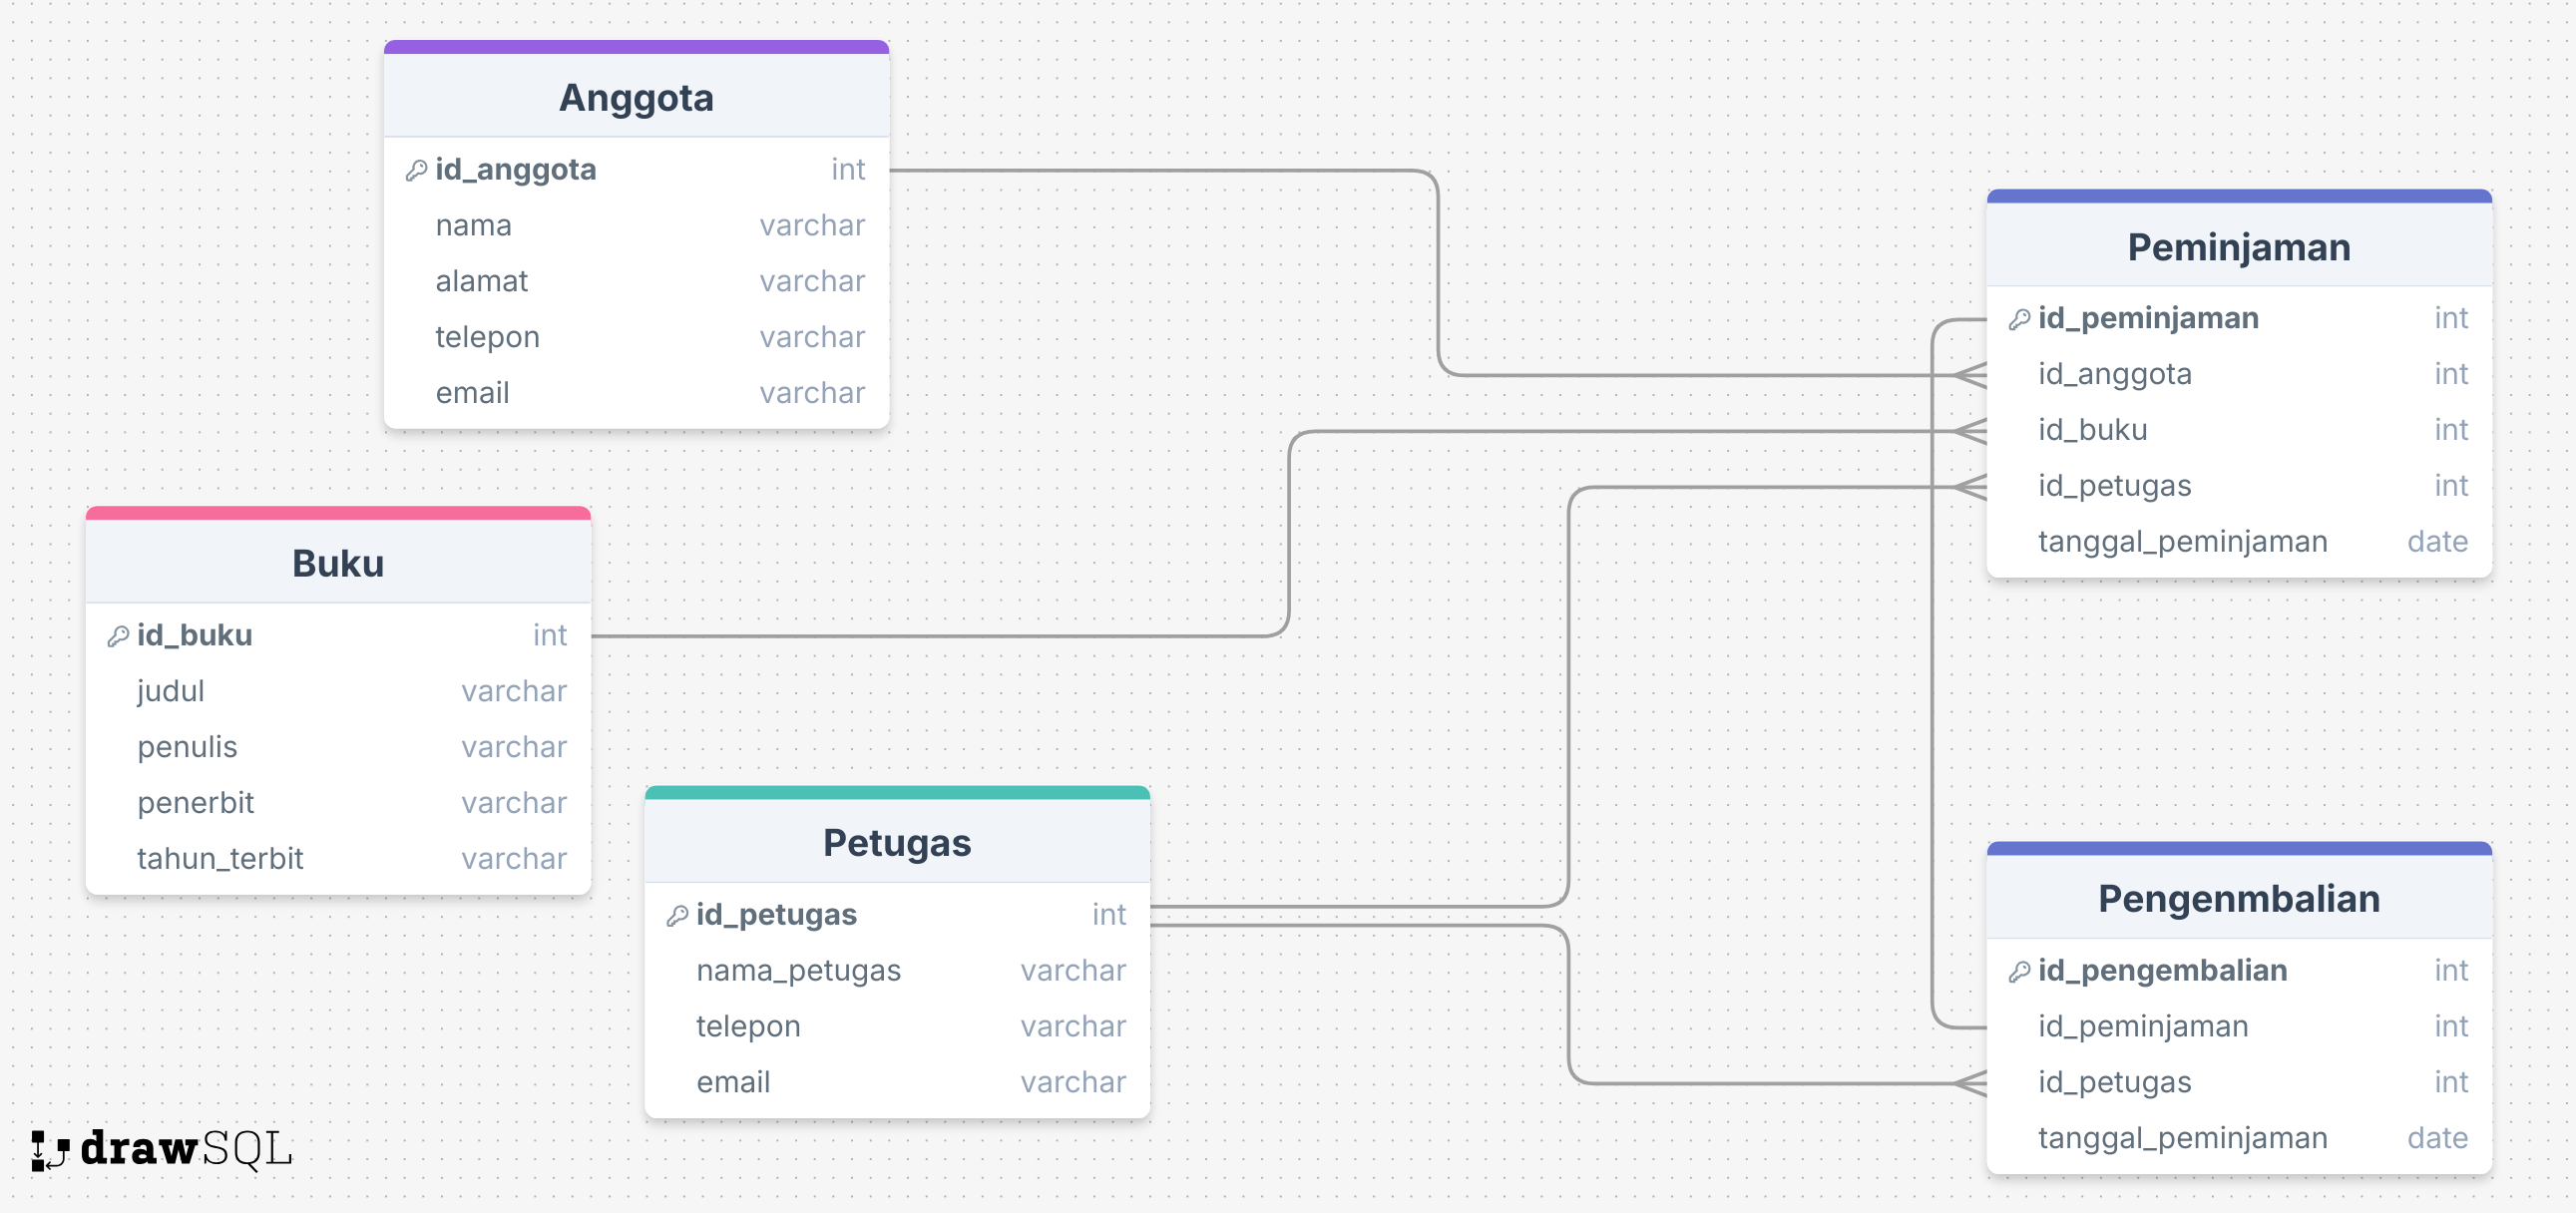 Anggota
id_anggota int
nama varchar
alamat varchar
telepon varchar
email varchar
Buku
id_buku int
judul varchar
penulis varchar
penerbit varchar
tahun_terbit varchar
Petugas
id_petugas int
nama_petugas varchar
telepon varchar
email varchar
Peminjaman
id_peminjaman int
id_anggota int
id_buku int
id_petugas int
tanggal_peminjaman date
Pengenmbalian
id_pengembalian int
id_peminjaman int
id_petugas int
tanggal_peminjaman date
drawSQL